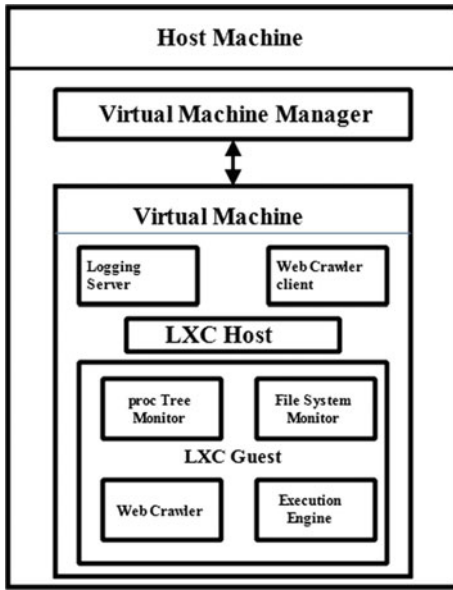 Host Machine
Virtual Machine Manager
Virtual Machine
Logging
Server
Web Crawler
client
LXC Host
proc Tree
Monitor
File System
Monitor
LXC Guest
Web Crawler
Execution
Engine